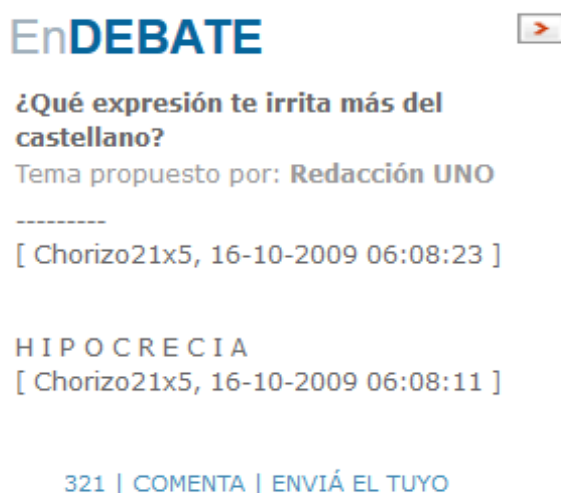 EnDEBATE
¿Qué expresión te irrita más del
castellano?
Tema propuesto por: Redacción UNO
---------
[ Chorizo21x5, 16-10-2009 06:08:23 ]
H I P O C R E C I A
[ Chorizo21x5, 16-10-2009 06:08:11 ]
321 | COMENTA | ENVIÁ EL TUYO